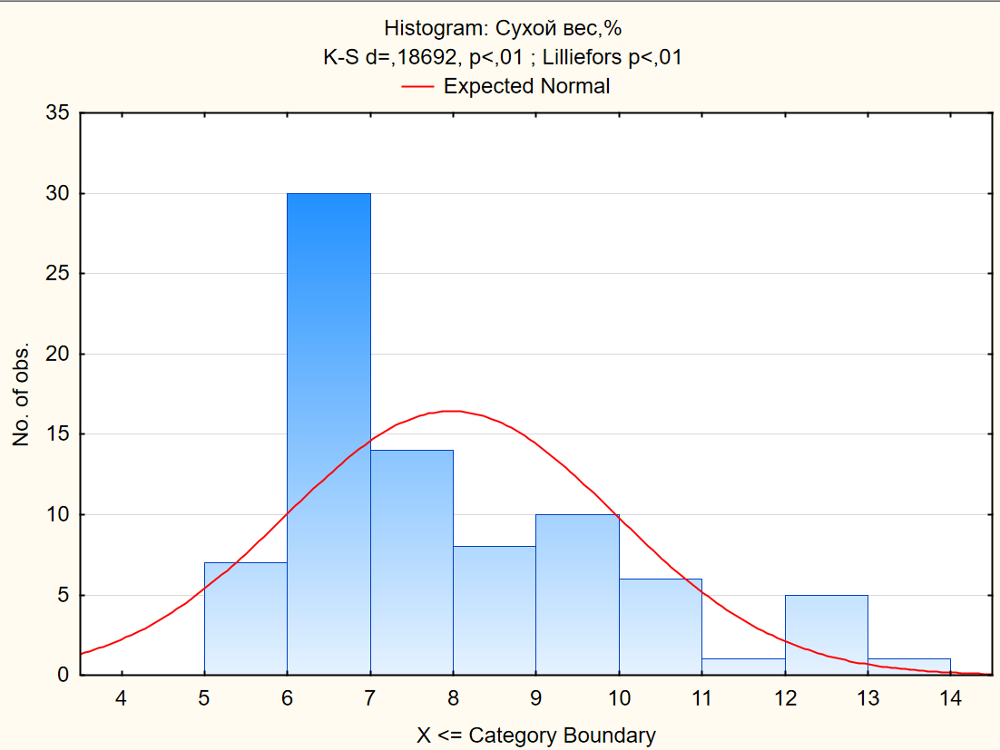 Histogram: Сухой вес,%
K-S d=,18692, p<,01 ; Lilliefors p<,01
Expected Normal
35
30
25
20
15
10
5
0
No. of obs.
4 5 6 7 8 9 10 11 12 13 14
X <= Category Boundary